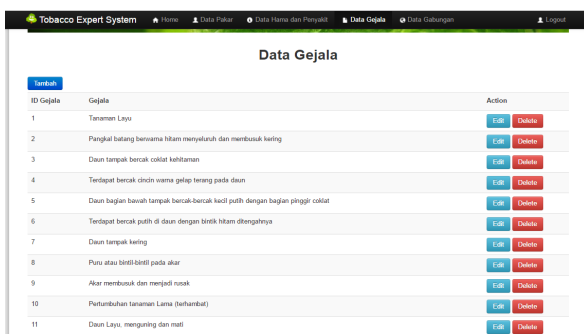 Tobacco Expert System Home Data Pakar Data Hama dan Penyakit Data Gejala Data Gabungan Logout
Data Gejala
Tambah
ID Gejala Gejala Action
1 Tanaman Layu Edit Delete
2 Pangkal batang berwarna hitam menyeluruh dan membusuk kering Edit Delete
3 Daun tampak bercak coklat kehitaman Edit Delete
4 Terdapat bercak cincin warna gelap terang pada daun Edit Delete
5 Daun bagian bawah tampak bercak-bercak kecil putih dengan bagian pinggir coklat Edit Delete
6 Terdapat bercak putih di daun dengan bintik hitam ditengahnya Edit Delete
7 Daun tampak kering Edit Delete
8 Puru atau bintil-bintil pada akar Edit Delete
9 Akar membusuk dan menjadi rusak Edit Delete
10 Pertumbuhan tanaman Lama (terhambat) Edit Delete
11 Daun Layu, menguning dan mati Edit Delete